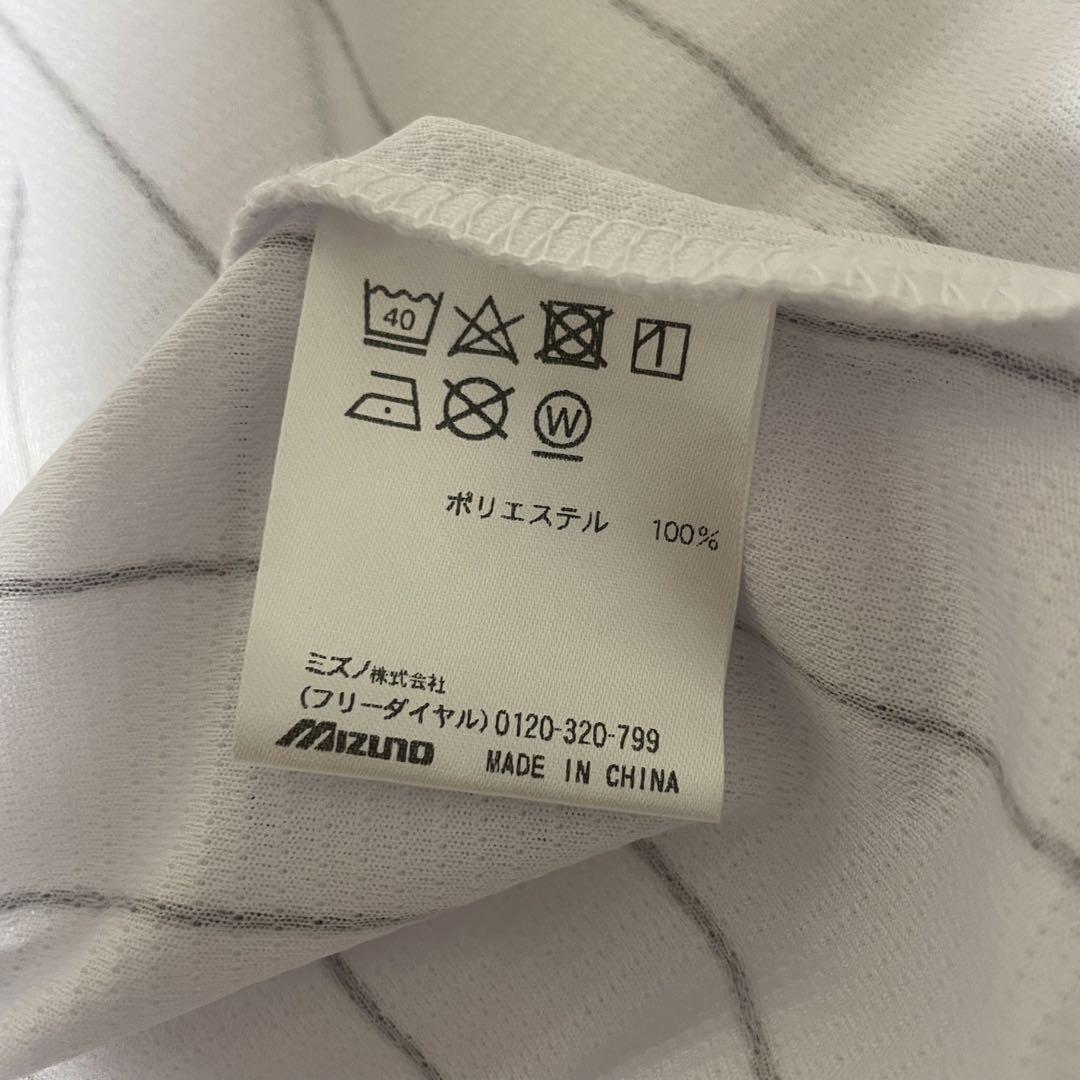 40
W
ポリエステル 100%
ミズノ株式会社
(フリーダイヤル)0120-320-799
MIZUNO MADE IN CHINA